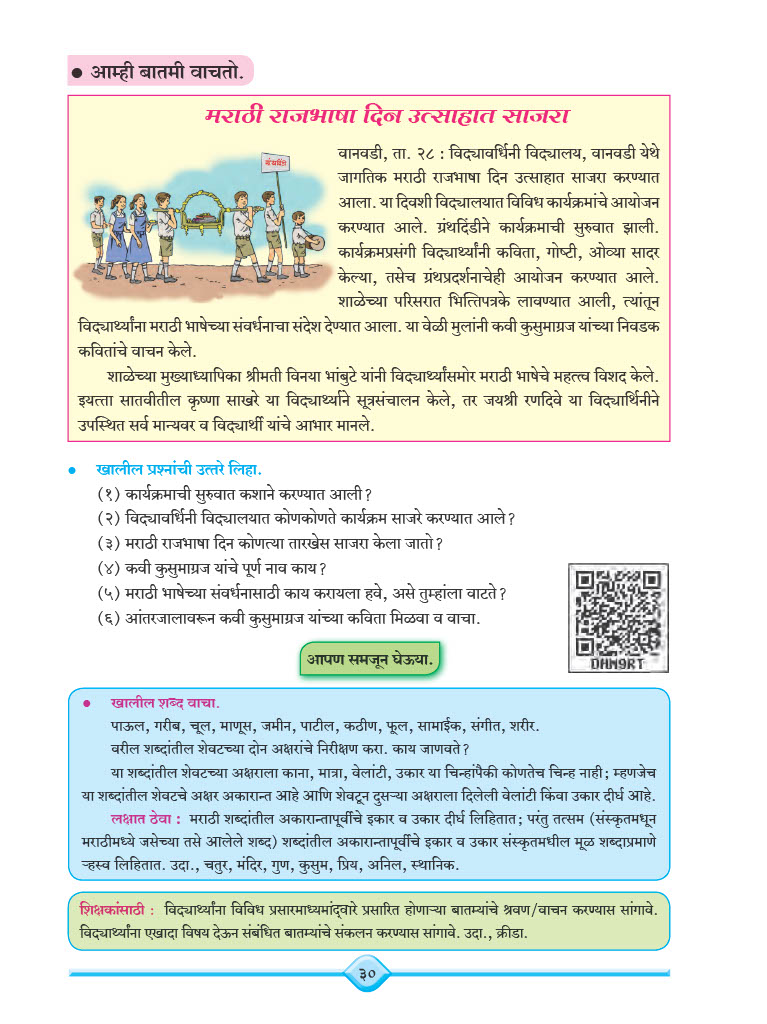 ● आम्ही बातमी वाचतो.
मराठी राजभाषा दिन उत्साहात साजरा
वानवडी, ता. २८ : विद्यावर्धिनी विद्यालय, वानवडी येथे
जागतिक मराठी राजभाषा दिन उत्साहात साजरा करण्यात
आला. या दिवशी विद्यालयात विविध कार्यक्रमांचे आयोजन
करण्यात आले. ग्रंथदिंडीने कार्यक्रमाची सुरुवात झाली.
कार्यक्रमप्रसंगी विद्यार्थ्यांनी कविता, गोष्टी, ओव्या सादर
केल्या, तसेच ग्रंथप्रदर्शनाचेही आयोजन करण्यात आले.
शाळेच्या परिसरात भित्तिपत्रके लावण्यात आली, त्यांतून
विद्यार्थ्यांना मराठी भाषेच्या संवर्धनाचा संदेश देण्यात आला. या वेळी मुलांनी कवी कुसुमाग्रज यांच्या निवडक
कवितांचे वाचन केले.
शाळेच्या मुख्याध्यापिका श्रीमती विनया भांबुटे यांनी विद्यार्थ्यांसमोर मराठी भाषेचे महत्त्व विशद केले.
इयत्ता सातवीतील कृष्णा साखरे या विद्यार्थ्याने सूत्रसंचालन केले, तर जयश्री रणदिवे या विद्यार्थिनीने
उपस्थित सर्व मान्यवर व विद्यार्थी यांचे आभार मानले.
● खालील प्रश्नांची उत्तरे लिहा.
(१) कार्यक्रमाची सुरुवात कशाने करण्यात आली?
(२) विद्यावर्धिनी विद्यालयात कोणकोणते कार्यक्रम साजरे करण्यात आले?
(३) मराठी राजभाषा दिन कोणत्या तारखेस साजरा केला जातो?
(४) कवी कुसुमाग्रज यांचे पूर्ण नाव काय?
(५) मराठी भाषेच्या संवर्धनासाठी काय करायला हवे, असे तुम्हांला वाटते?
(६) आंतरजालावरून कवी कुसुमाग्रज यांच्या कविता मिळवा व वाचा.
DHM9RT
आपण समजून घेऊया.
● खालील शब्द वाचा.
पाऊल, गरीब, चूल, माणूस, जमीन, पाटील, कठीण, फूल, सामाईक, संगीत, शरीर.
वरील शब्दांतील शेवटच्या दोन अक्षरांचे निरीक्षण करा. काय जाणवते?
या शब्दांतील शेवटच्या अक्षराला काना, मात्रा, वेलांटी, उकार या चिन्हांपैकी कोणतेच चिन्ह नाही; म्हणजेच
या शब्दांतील शेवटचे अक्षर अकारान्त आहे आणि शेवटून दुसऱ्या अक्षराला दिलेली वेलांटी किंवा उकार दीर्घ आहे.
लक्षात ठेवा : मराठी शब्दांतील अकारान्तापूर्वीचे इकार व उकार दीर्घ लिहितात; परंतु तत्सम (संस्कृतमधून
मराठीमध्ये जसेच्या तसे आलेले शब्द) शब्दांतील अकारान्तापूर्वीचे इकार व उकार संस्कृतमधील मूळ शब्दाप्रमाणे
ऱ्हस्व लिहितात. उदा., चतुर, मंदिर, गुण, कुसुम, प्रिय, अनिल, स्थानिक.
शिक्षकांसाठी : विद्यार्थ्यांना विविध प्रसारमाध्यमांद्वारे प्रसारित होणाऱ्या बातम्यांचे श्रवण/वाचन करण्यास सांगावे.
विद्यार्थ्यांना एखादा विषय देऊन संबंधित बातम्यांचे संकलन करण्यास सांगावे. उदा., क्रीडा.
३०